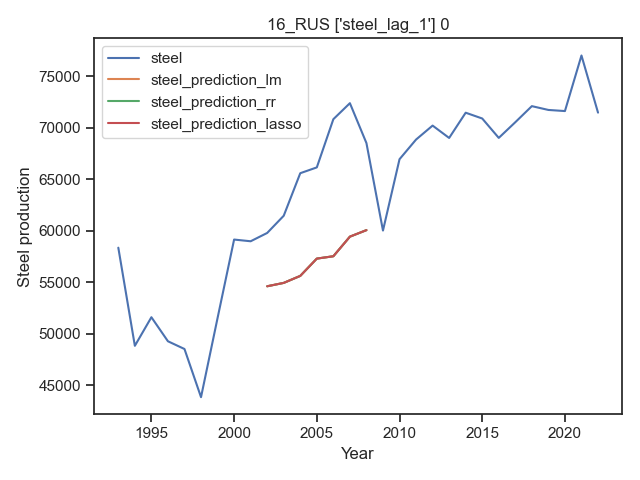 16_RUS ['steel_lag_1'] 0
steel
steel_prediction_lm
steel_prediction_rr
steel_prediction_lasso
Steel production
75000
70000
65000
60000
55000
50000
45000
1995 2000 2005 2010 2015 2020
Year